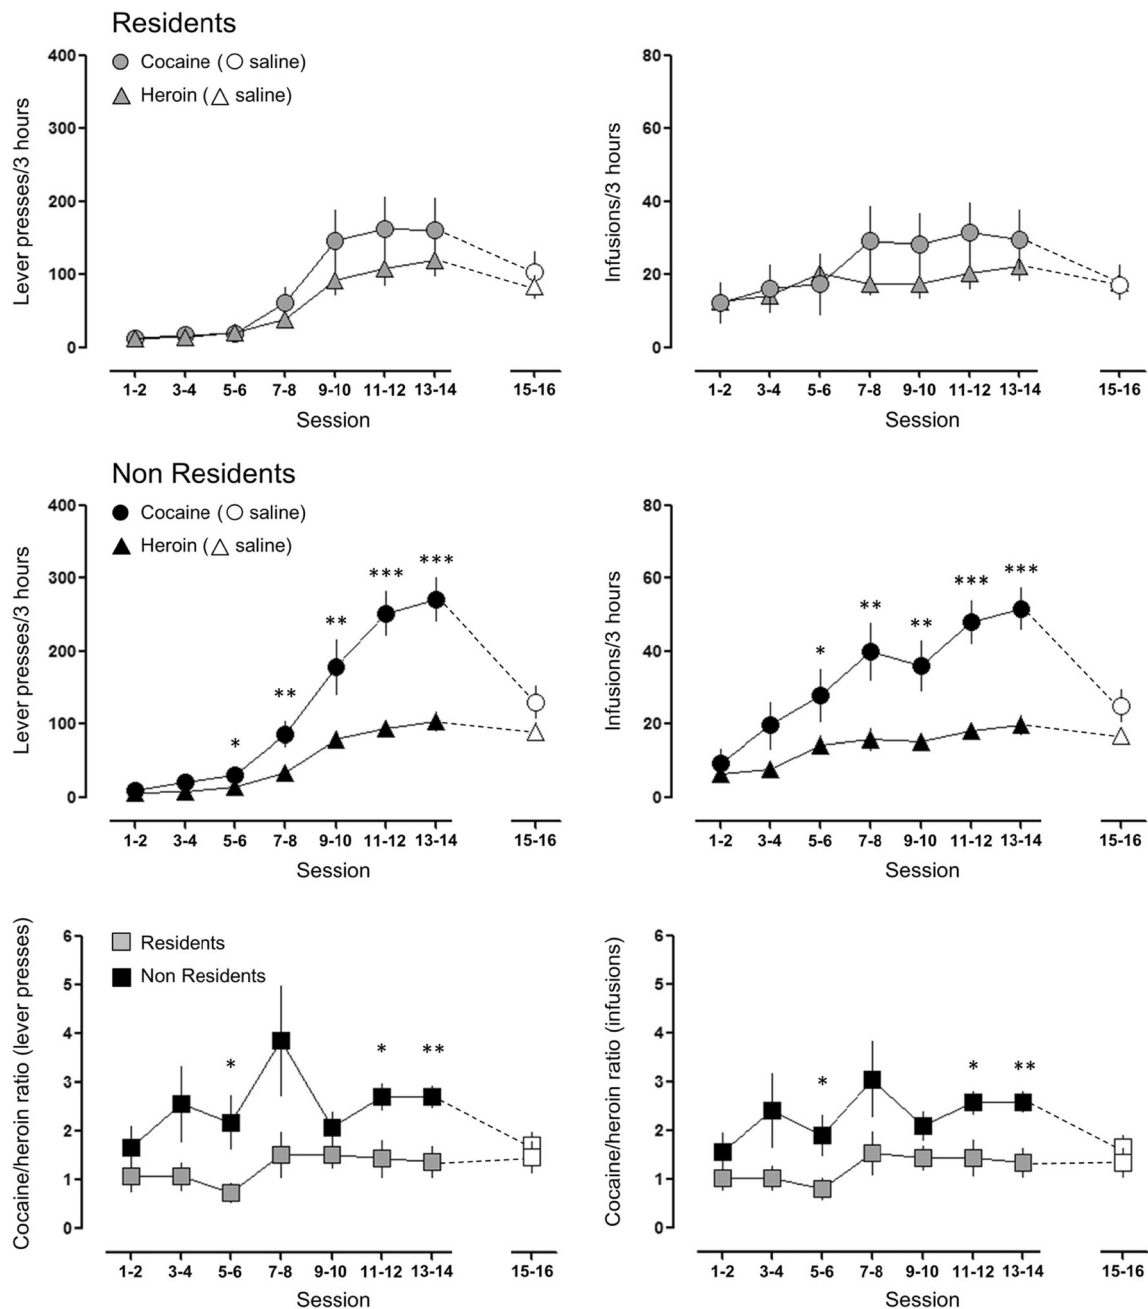 Residents
Cocaine ( saline)
Heroin ( saline)
Lever presses/3 hours
400
300
200
100
0
1-2 3-4 5-6 7-8 9-10 11-12 13-14 15-16
Session
Infusions/3 hours
80
60
40
20
0
1-2 3-4 5-6 7-8 9-10 11-12 13-14 15-16
Session
Non Residents
Cocaine ( saline)
Heroin ( saline)
Lever presses/3 hours
400
300
200
100
0
* ** ** *** ***
1-2 3-4 5-6 7-8 9-10 11-12 13-14 15-16
Session
Infusions/3 hours
80
60
40
20
0
* ** ** *** ***
1-2 3-4 5-6 7-8 9-10 11-12 13-14 15-16
Session
Residents
Non Residents
Cocaine/heroin ratio (lever presses)
6
5
4
3
2
1
0
* * **
1-2 3-4 5-6 7-8 9-10 11-12 13-14 15-16
Session
Cocaine/heroin ratio (infusions)
6
5
4
3
2
1
0
* * **
1-2 3-4 5-6 7-8 9-10 11-12 13-14 15-16
Session